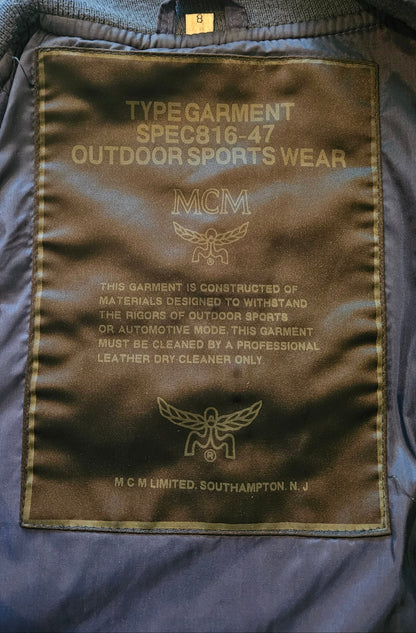 8
TYPE GARMENT
SPEC816-47
OUTDOOR SPORTS WEAR
MCM
®
THIS GARMENT IS CONSTRUCTED OF
MATERIALS DESIGNED TO WITHSTAND
THE RIGORS OF OUTDOOR SPORTS
OR AUTOMOTIVE MODE. THIS GARMENT
MUST BE CLEANED BY A PROFESSIONAL
LEATHER DRY CLEANER ONLY.
®
M C M LIMITED. SOUTHAMPTON. N. J